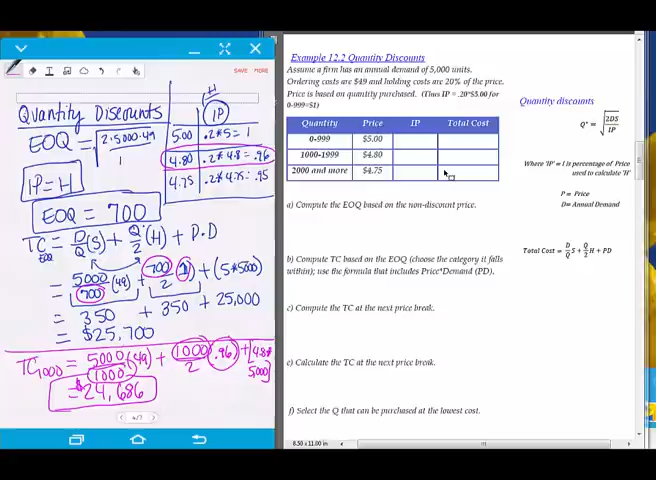 SAVE MORE
H
Quantity Discounts
IP
5.00 .2*5=1
EOQ = √2·5000·49
1
4.80 .2*4.8=.96
IP=H
4.75 .2*4.75=.95
EOQ = 700
TC = D/Q (S) + Q/2 (H) + P.D
EOQ
= 5000/700 (49) + 700/2 (1) + (5*5000)
= 350 + 350 + 25,000
= $25,700
TC1000 = 5000/1000 (49) + 1000/2 (.96) + (4.8*5000)
= $24,686
Example 12.2 Quantity Discounts
Assume a firm has an annual demand of 5,000 units.
Ordering costs are $49 and holding costs are 20% of the price.
Price is based on quantity purchased. (Thus IP = .20*$5.00 for
0-999=$1)
Quantity Price IP Total Cost
0-999 $5.00
1000-1999 $4.80
2000 and more $4.75
a) Compute the EOQ based on the non-discount price.
b) Compute TC based on the EOQ (choose the category it falls
within); use the formula that includes Price*Demand (PD).
c) Compute the TC at the next price break.
e) Calculate the TC at the next price break.
f) Select the Q that can be purchased at the lowest cost.
8.50 x 11.00 in
Quantity discounts
Q* = √2DS/IP
Where 'IP' = I is percentage of Price
used to calculate 'H'
P = Price
D= Annual Demand
Total Cost = D/Q S + Q/2 H + PD